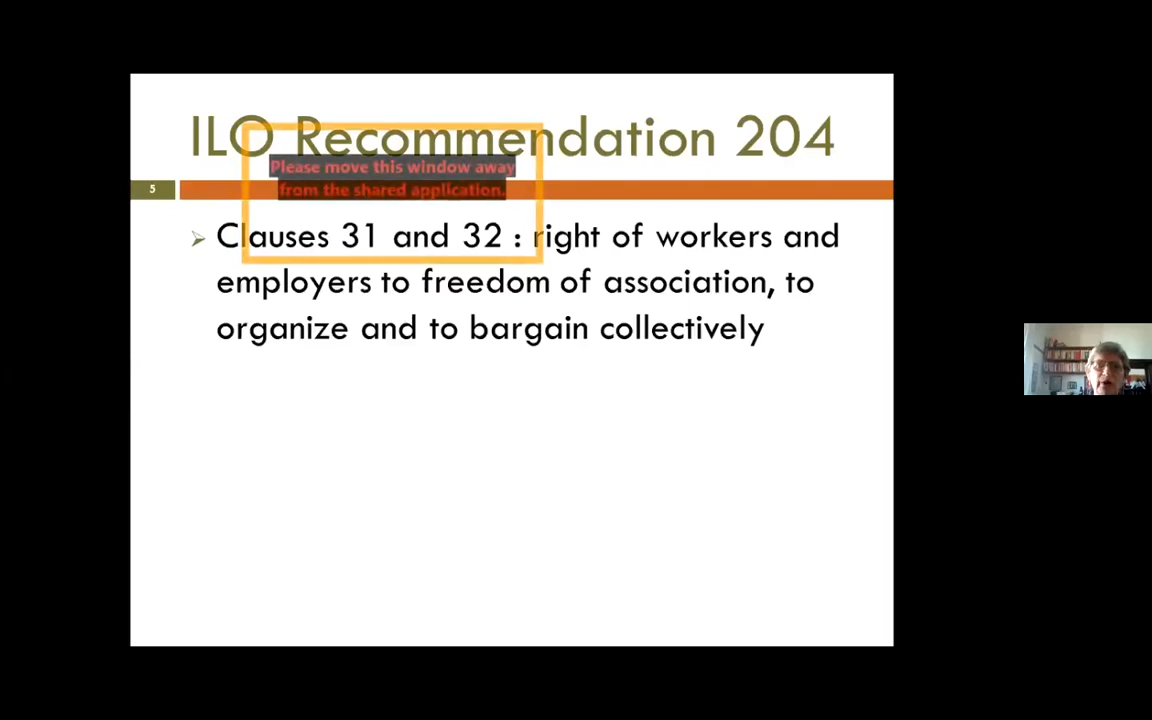 ILO Recommendation 204
Please move this window away
from the shared application.
5
➢ Clauses 31 and 32 : right of workers and
employers to freedom of association, to
organize and to bargain collectively